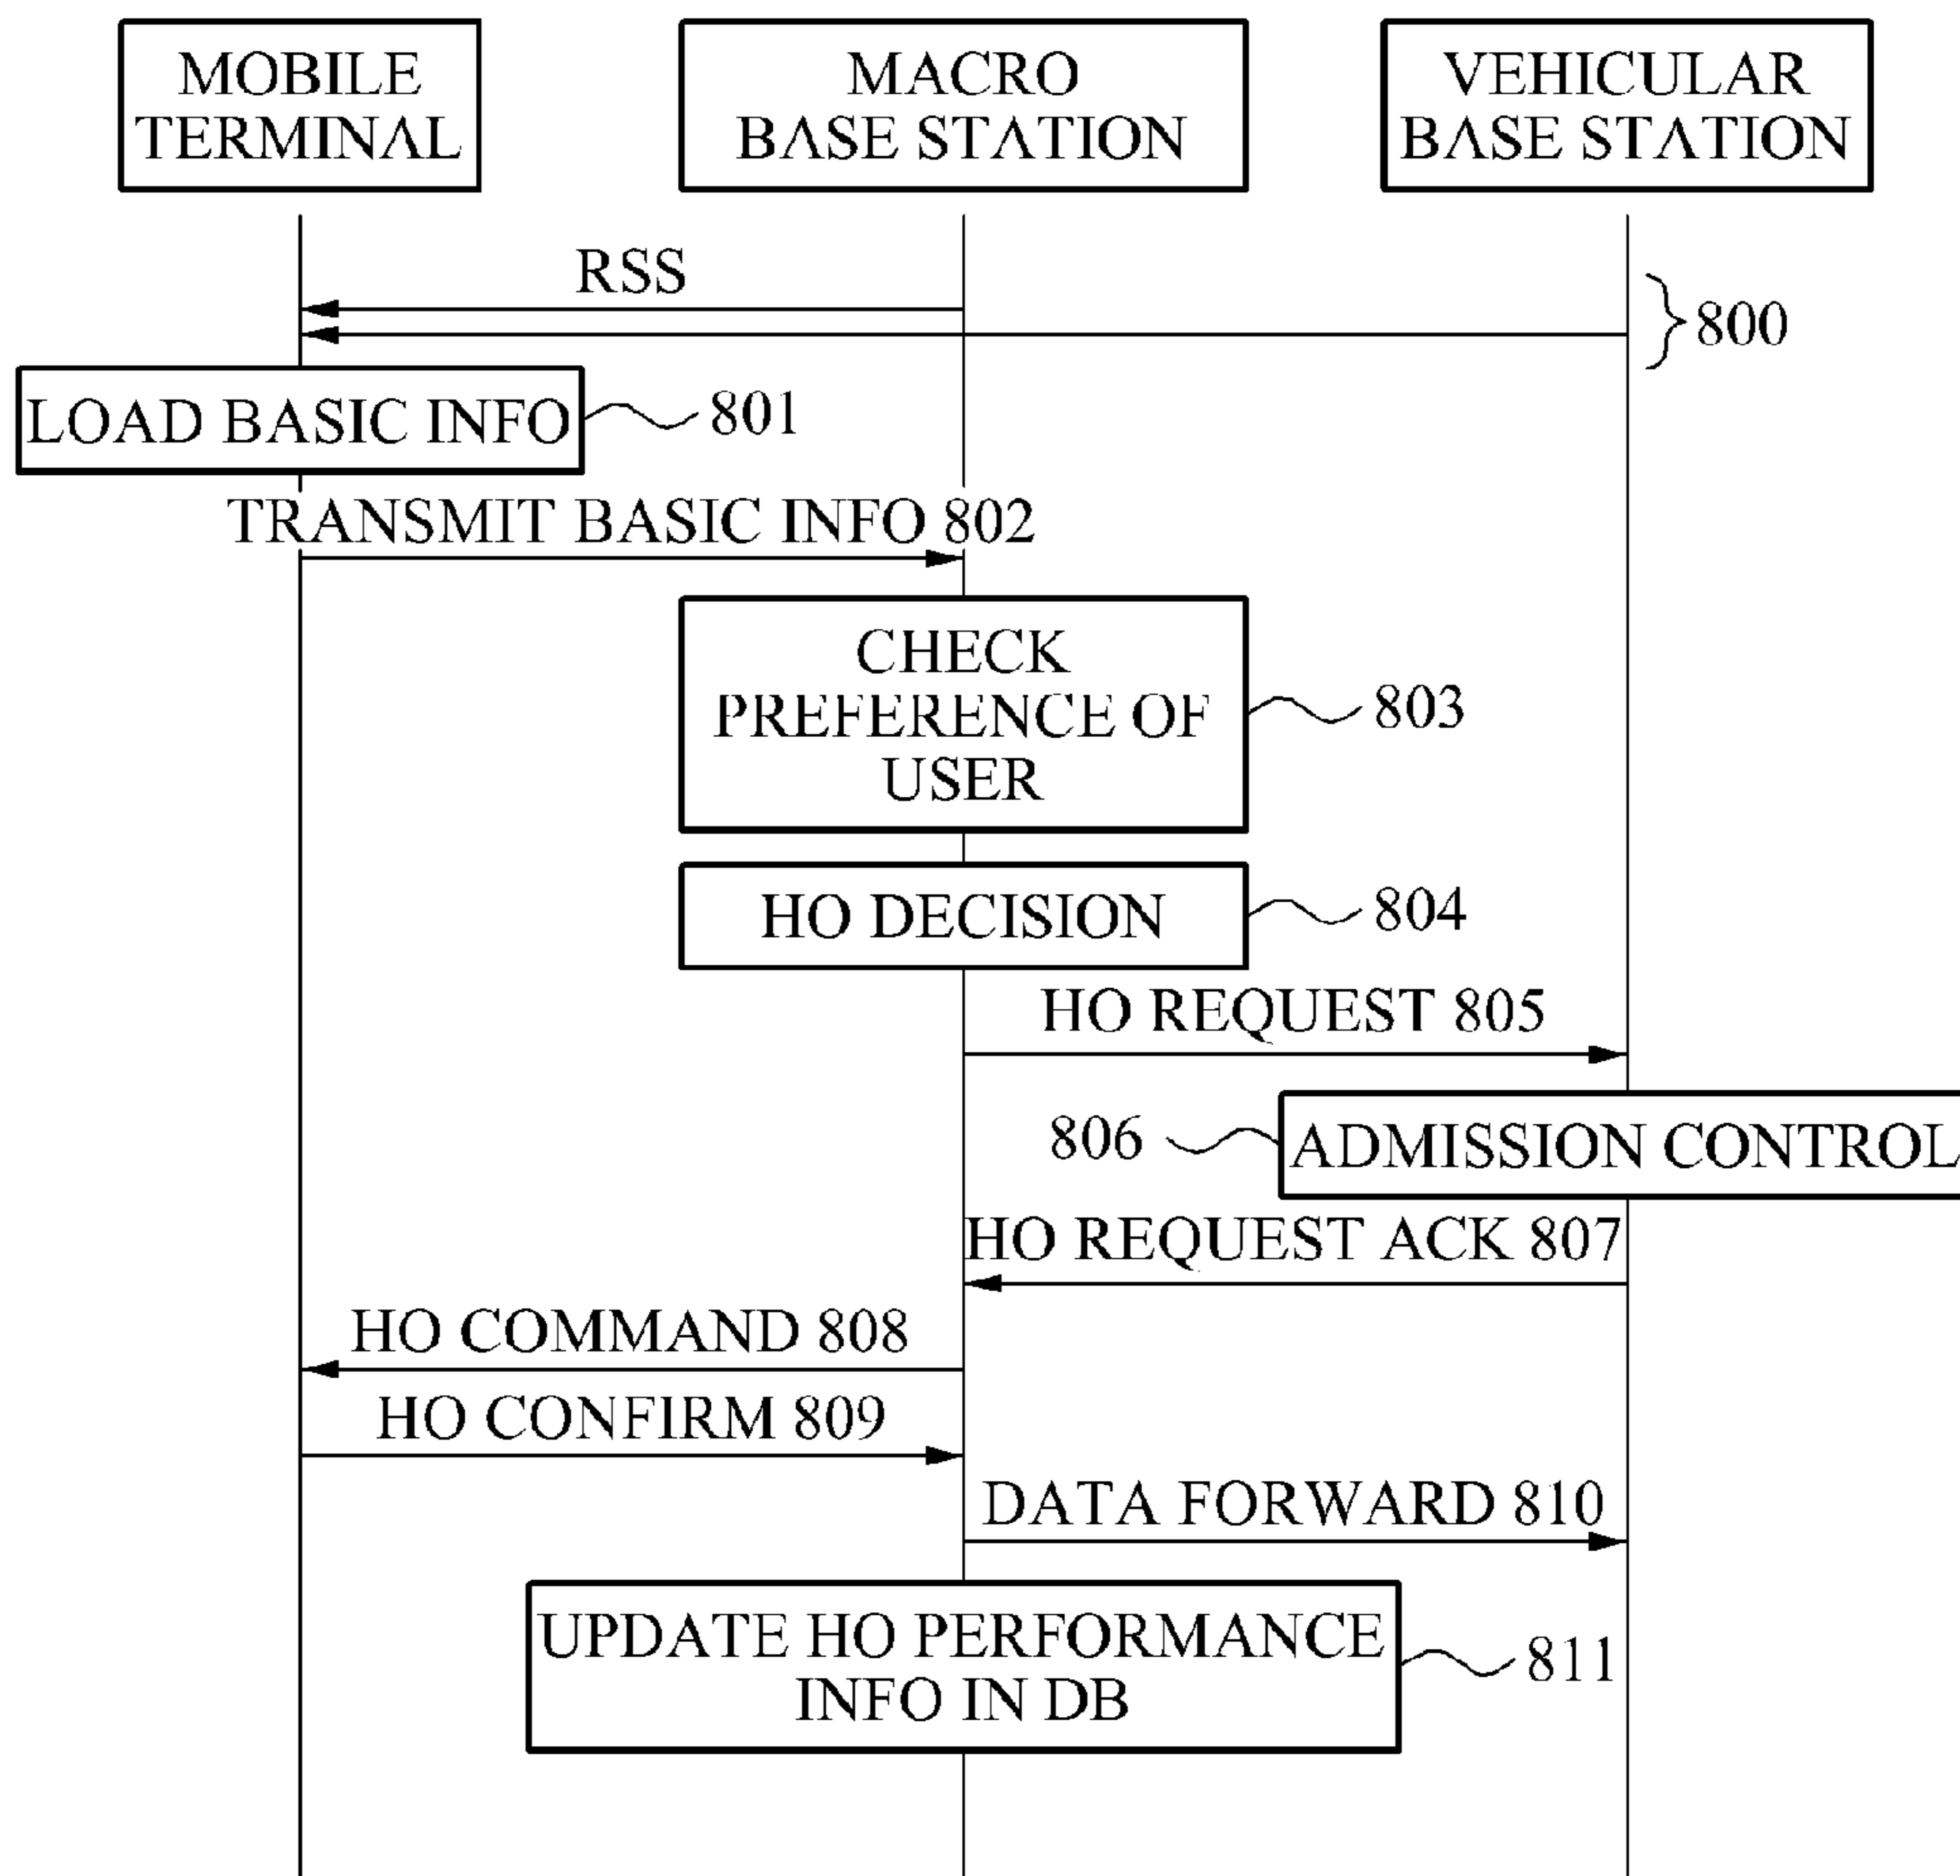 MOBILE
TERMINAL
MACRO
BASE STATION
VEHICULAR
BASE STATION
RSS
800
LOAD BASIC INFO
801
TRANSMIT BASIC INFO 802
CHECK
PREFERENCE OF
USER
803
HO DECISION
804
HO REQUEST 805
806
ADMISSION CONTROL
HO REQUEST ACK 807
HO COMMAND 808
HO CONFIRM 809
DATA FORWARD 810
UPDATE HO PERFORMANCE
INFO IN DB
811